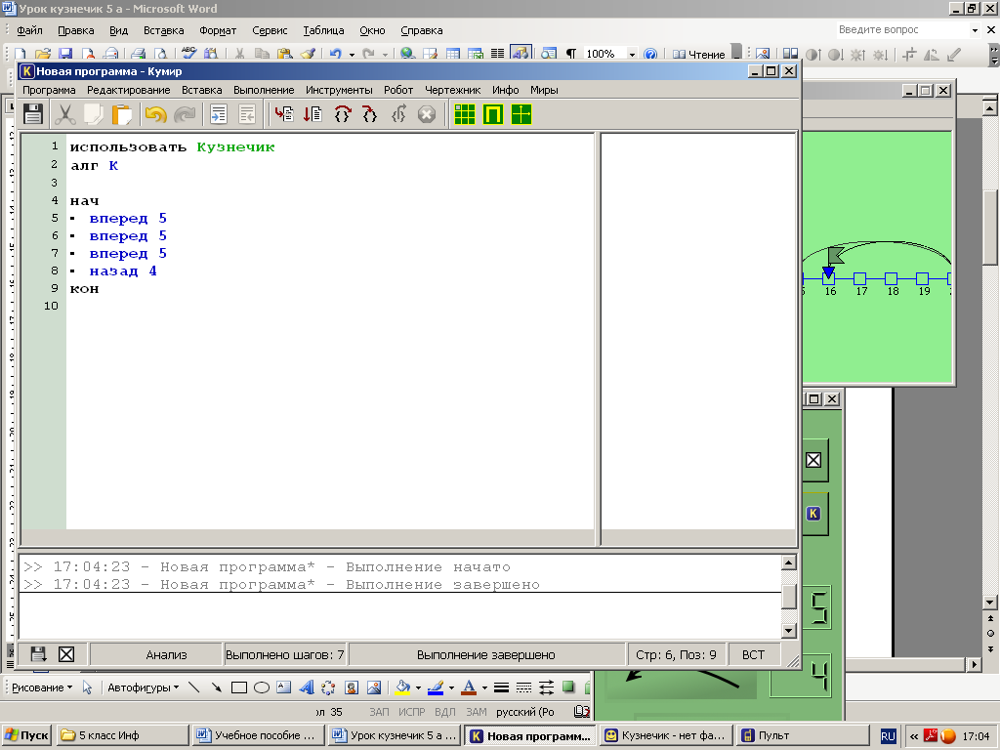 Урок кузнечик 5 а - Microsoft Word
Файл Правка Вид Вставка Формат Сервис Таблица Окно Справка
Введите вопрос
100%
Чтение
Новая программа - Кумир
Программа Редактирование Вставка Выполнение Инструменты Робот Чертежник Инфо Миры
1 использовать Кузнечик
2 алг К
3
4 нач
5 вперед 5
6 вперед 5
7 вперед 5
8 назад 4
9 кон
10
16 17 18 19
5
4
>> 17:04:23 - Новая программа* - Выполнение начато
>> 17:04:23 - Новая программа* - Выполнение завершено
Анализ
Выполнено шагов: 7
Выполнение завершено
Стр: 6, Поз: 9
ВСТ
Рисование Автофигуры
35 ЗАП ИСПР ВДЛ ЗАМ русский (Ро
Пуск
5 класс Инф
Учебное пособие ...
Урок кузнечик 5 а ...
Новая программ...
Кузнечик - нет фа...
Пульт
RU
17:04